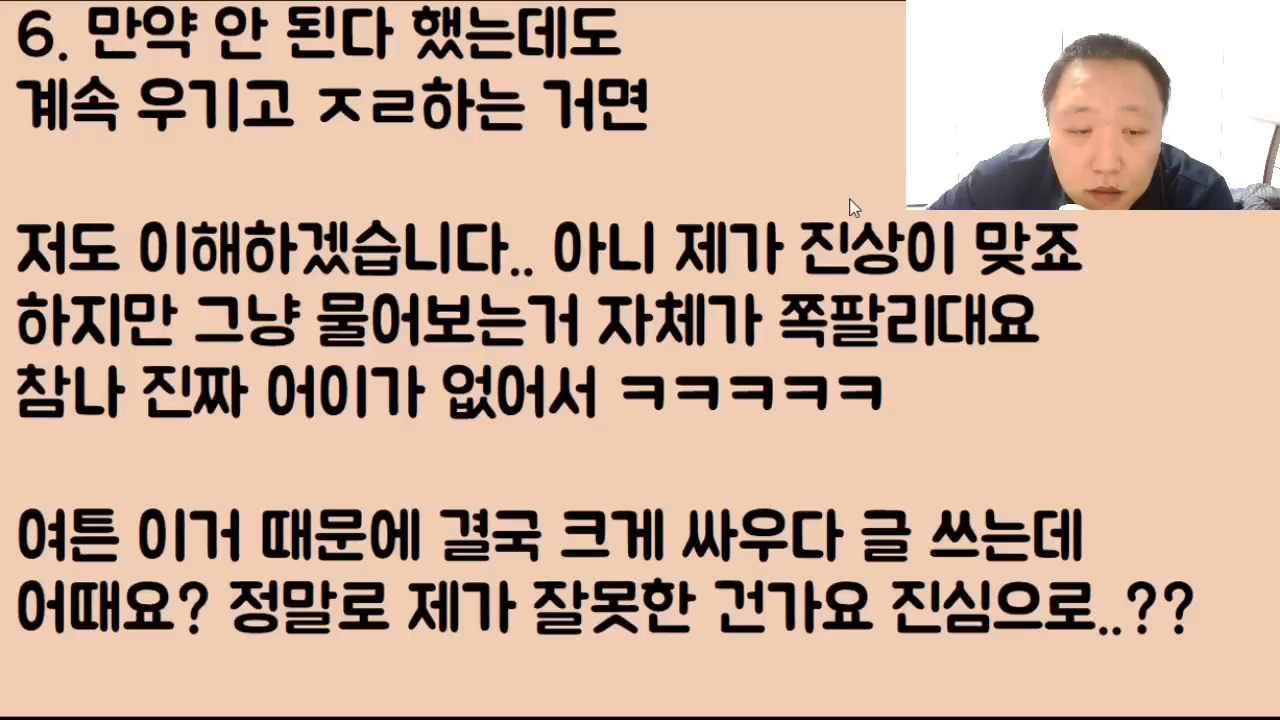 6. 만약 안 된다 했는데도
계속 우기고 ㅈㄹ하는 거면
저도 이해하겠습니다.. 아니 제가 진상이 맞죠
하지만 그냥 물어보는거 자체가 쪽팔리대요
참나 진짜 어이가 없어서 ㅋㅋㅋㅋㅋ
여튼 이거 때문에 결국 크게 싸우다 글 쓰는데
어때요? 정말로 제가 잘못한 건가요 진심으로..??